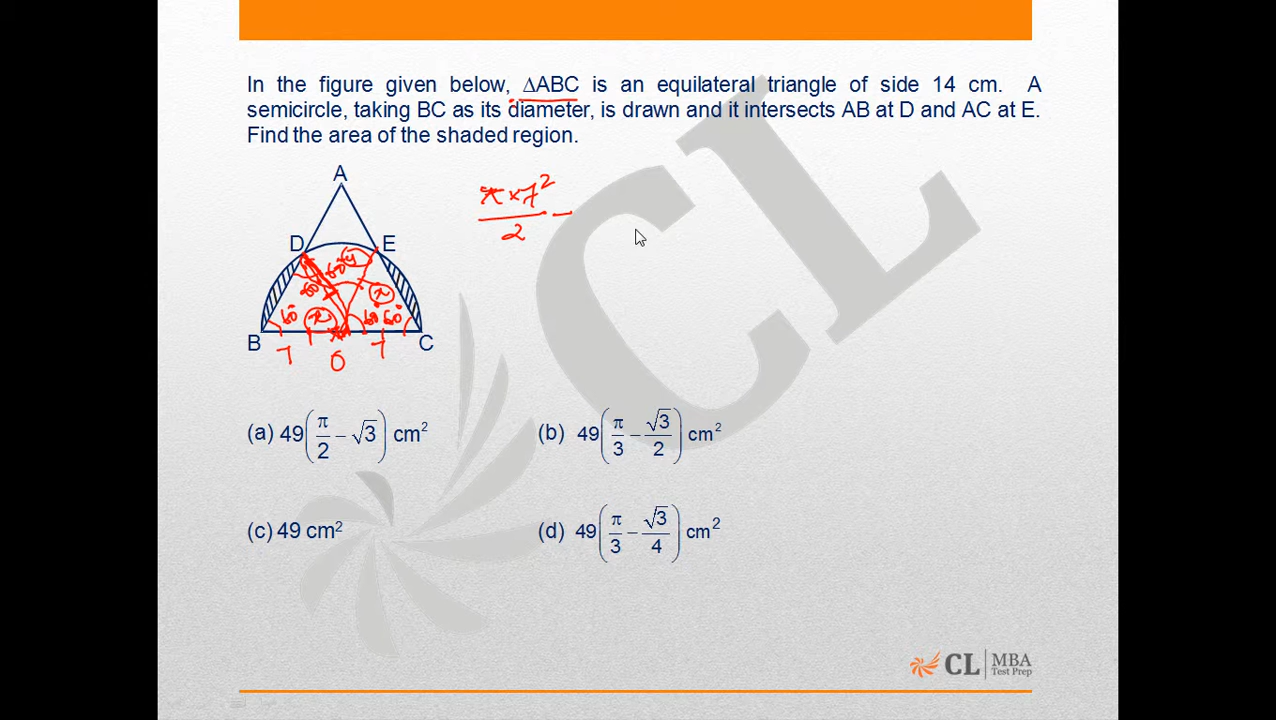 In the figure given below, ∆ABC is an equilateral triangle of side 14 cm. A
semicircle, taking BC as its diameter, is drawn and it intersects AB at D and AC at E.
Find the area of the shaded region.
A
π×7²/2 −
D E
60° 60°
60° 60° 60°
B C
7 O 7
(a) 49(π/2 − √3) cm²
(b) 49(π/3 − √3/2) cm²
(c) 49 cm²
(d) 49(π/3 − √3/4) cm²
CL
CL MBA
Test Prep